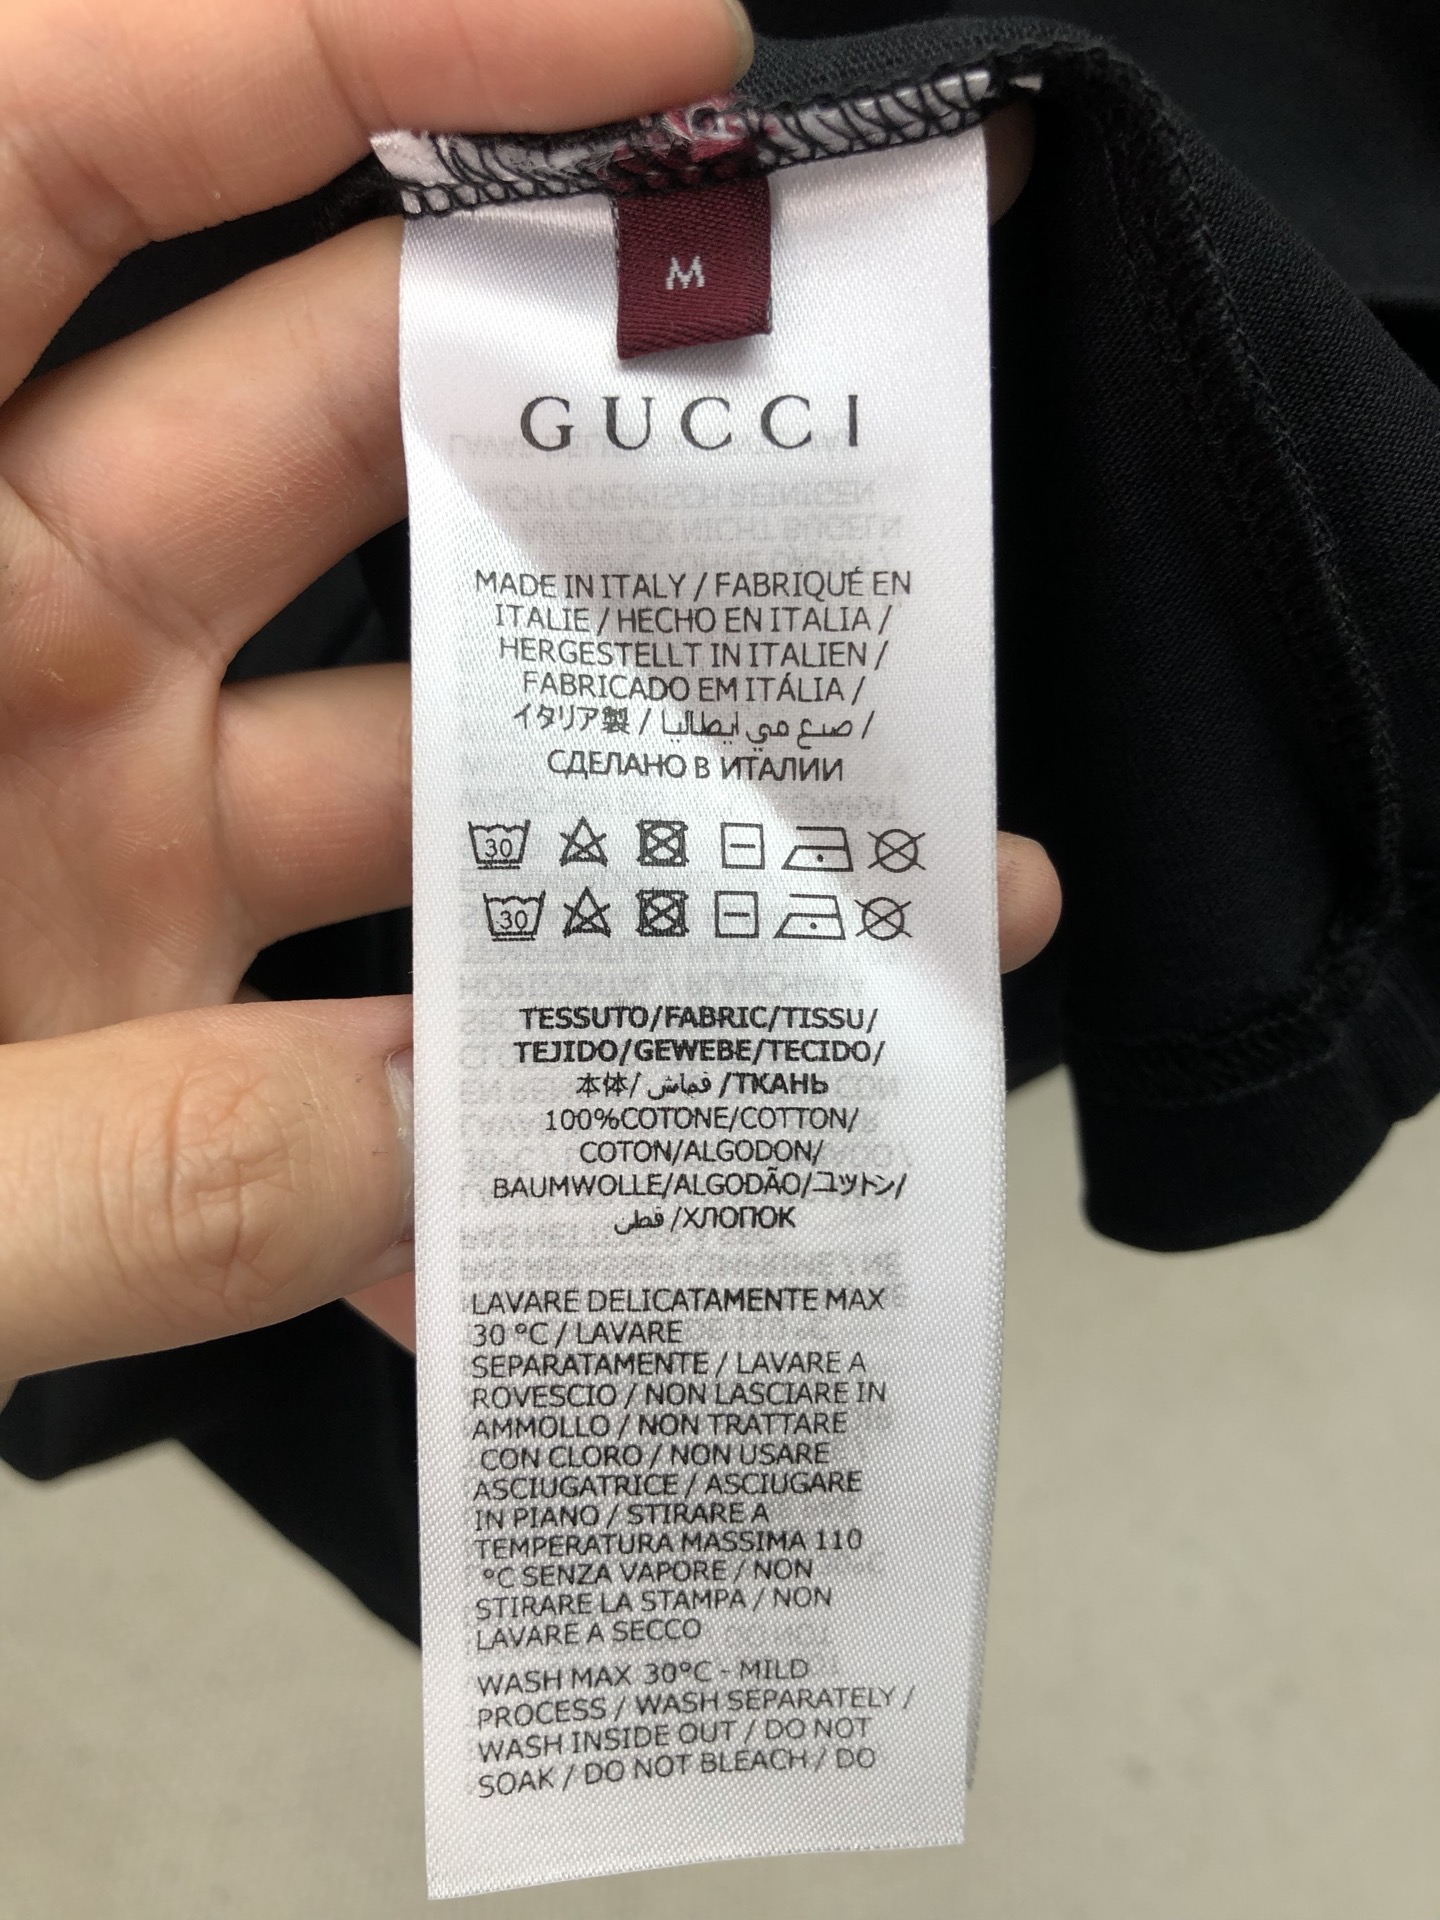 M
GUCCI
MADE IN ITALY / FABRIQUÉ EN
ITALIE / HECHO EN ITALIA /
HERGESTELLT IN ITALIEN /
FABRICADO EM ITÁLIA /
イタリア製 / صنع في ايطاليا /
СДЕЛАНО В ИТАЛИИ
30
30
TESSUTO/FABRIC/TISSU/
TEJIDO/GEWEBE/TECIDO/
本体/ قماش /ТКАНЬ
100%COTONE/COTTON/
COTON/ALGODON/
BAUMWOLLE/ALGODÃO/コットン/
قطن /ХЛОПОК
LAVARE DELICATAMENTE MAX
30 °C / LAVARE
SEPARATAMENTE / LAVARE A
ROVESCIO / NON LASCIARE IN
AMMOLLO / NON TRATTARE
CON CLORO / NON USARE
ASCIUGATRICE / ASCIUGARE
IN PIANO / STIRARE A
TEMPERATURA MASSIMA 110
°C SENZA VAPORE / NON
STIRARE LA STAMPA / NON
LAVARE A SECCO
WASH MAX 30°C - MILD
PROCESS / WASH SEPARATELY /
WASH INSIDE OUT / DO NOT
SOAK / DO NOT BLEACH / DO